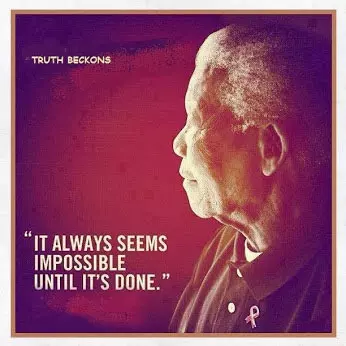 TRUTH BECKONS
"IT ALWAYS SEEMS
IMPOSSIBLE
UNTIL IT'S DONE."